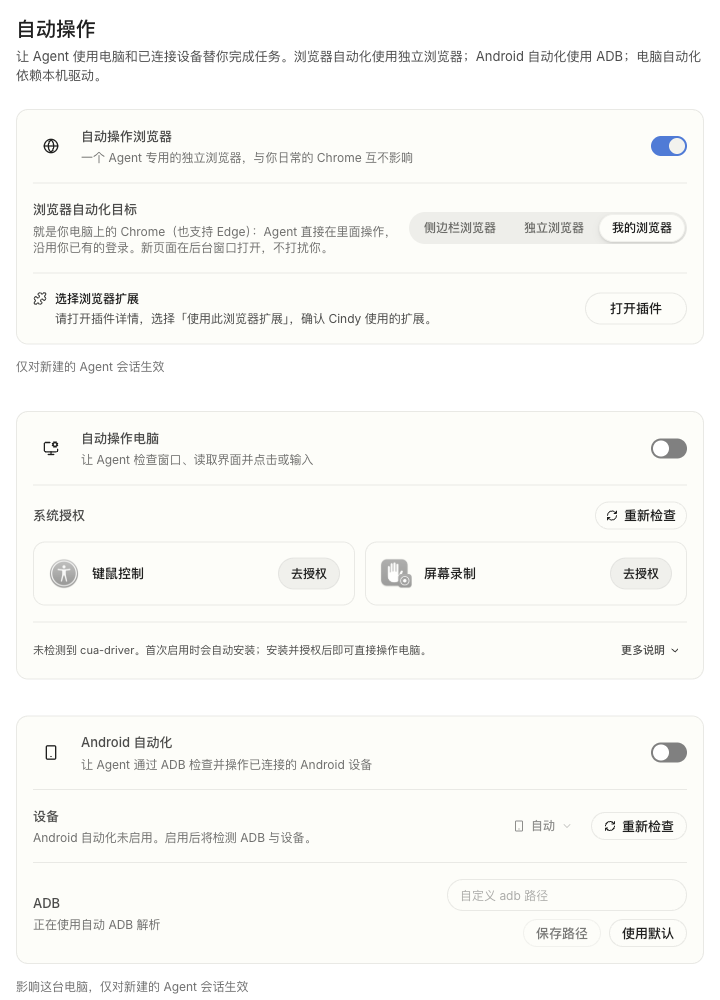 自动操作
让 Agent 使用电脑和已连接设备替你完成任务。浏览器自动化使用独立浏览器；Android 自动化使用 ADB；电脑自动化
依赖本机驱动。
自动操作浏览器
一个 Agent 专用的独立浏览器，与你日常的 Chrome 互不影响
浏览器自动化目标
就是你电脑上的 Chrome（也支持 Edge）：Agent 直接在里面操作，
沿用你已有的登录。新页面在后台窗口打开，不打扰你。
侧边栏浏览器 独立浏览器 我的浏览器
选择浏览器扩展
请打开插件详情，选择「使用此浏览器扩展」，确认 Cindy 使用的扩展。
打开插件
仅对新建的 Agent 会话生效
自动操作电脑
让 Agent 检查窗口、读取界面并点击或输入
系统授权
重新检查
键鼠控制 去授权
屏幕录制 去授权
未检测到 cua-driver。首次启用时会自动安装；安装并授权后即可直接操作电脑。
更多说明
Android 自动化
让 Agent 通过 ADB 检查并操作已连接的 Android 设备
设备
Android 自动化未启用。启用后将检测 ADB 与设备。
自动 重新检查
ADB
正在使用自动 ADB 解析
自定义 adb 路径
保存路径 使用默认
影响这台电脑，仅对新建的 Agent 会话生效